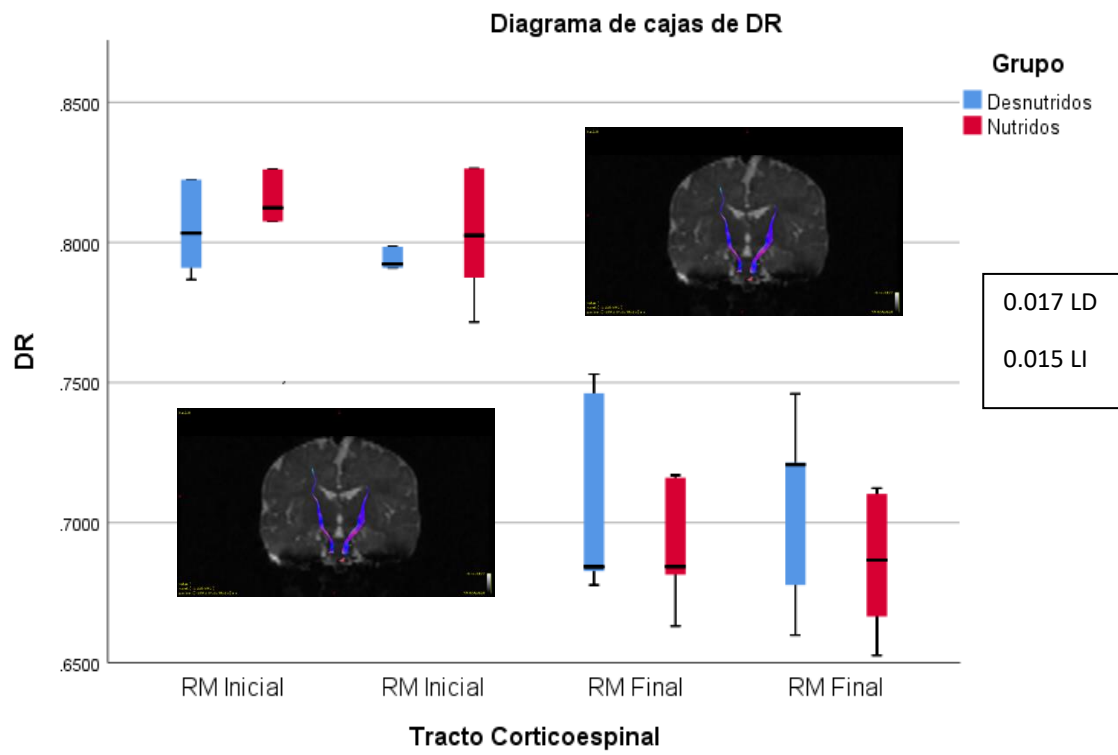 Diagrama de cajas de DR
Grupo
Desnutridos
Nutridos
.8500
.8000
.7500
.7000
.6500
DR
0.017 LD
0.015 LI
RM Inicial
RM Inicial
RM Final
RM Final
Tracto Corticoespinal